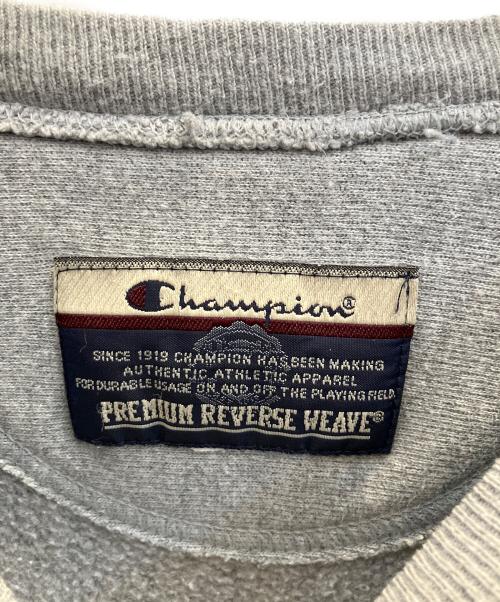 Champion®
SINCE 1919 CHAMPION HAS BEEN MAKING
AUTHENTIC ATHLETIC APPAREL
FOR DURABLE USAGE ON AND OFF THE PLAYING FIELD.
PREMIUM REVERSE WEAVE®